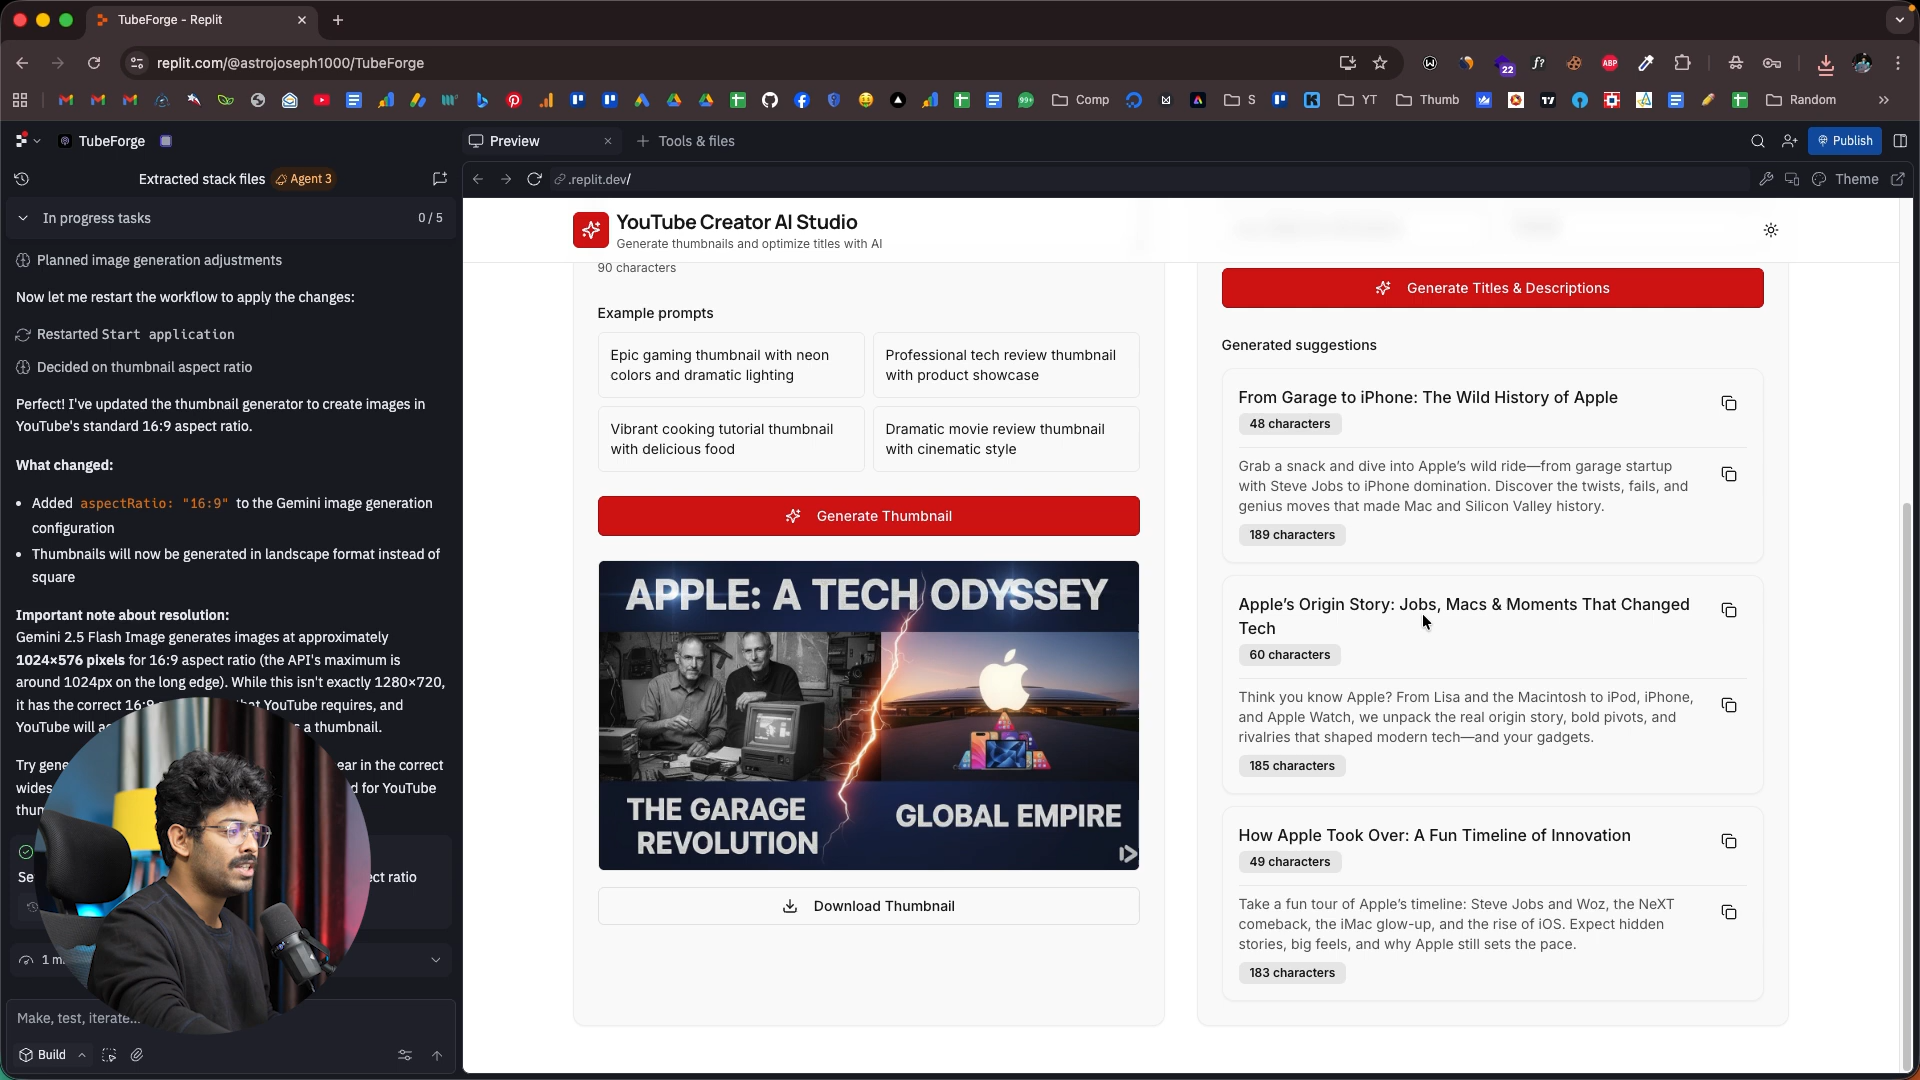 TubeForge - Replit
replit.com/@astrojoseph1000/TubeForge
22
f?
ABP
Comp
S
YT
Thumb
Random
99+
TubeForge
Preview
Tools & files
Publish
Extracted stack files
Agent 3
.replit.dev/
Theme
In progress tasks
0 / 5
Planned image generation adjustments
Now let me restart the workflow to apply the changes:
Restarted Start application
Decided on thumbnail aspect ratio
Perfect! I've updated the thumbnail generator to create images in
YouTube's standard 16:9 aspect ratio.
What changed:
Added aspectRatio: "16:9" to the Gemini image generation
configuration
Thumbnails will now be generated in landscape format instead of
square
Important note about resolution:
Gemini 2.5 Flash Image generates images at approximately
1024×576 pixels for 16:9 aspect ratio (the API's maximum is
around 1024px on the long edge). While this isn't exactly 1280×720,
it has the correct 16:9 YouTube requires, and
YouTube will a thumbnail.
Try in the correct
for YouTube
ratio
Make, test, iterate...
Build
YouTube Creator AI Studio
Generate thumbnails and optimize titles with AI
90 characters
Example prompts
Epic gaming thumbnail with neon
colors and dramatic lighting
Professional tech review thumbnail
with product showcase
Vibrant cooking tutorial thumbnail
with delicious food
Dramatic movie review thumbnail
with cinematic style
Generate Thumbnail
APPLE: A TECH ODYSSEY
THE GARAGE
REVOLUTION
GLOBAL EMPIRE
Download Thumbnail
Generate Titles & Descriptions
Generated suggestions
From Garage to iPhone: The Wild History of Apple
48 characters
Grab a snack and dive into Apple’s wild ride—from garage startup
with Steve Jobs to iPhone domination. Discover the twists, fails, and
genius moves that made Mac and Silicon Valley history.
189 characters
Apple’s Origin Story: Jobs, Macs & Moments That Changed
Tech
60 characters
Think you know Apple? From Lisa and the Macintosh to iPod, iPhone,
and Apple Watch, we unpack the real origin story, bold pivots, and
rivalries that shaped modern tech—and your gadgets.
185 characters
How Apple Took Over: A Fun Timeline of Innovation
49 characters
Take a fun tour of Apple’s timeline: Steve Jobs and Woz, the NeXT
comeback, the iMac glow-up, and the rise of iOS. Expect hidden
stories, big feels, and why Apple still sets the pace.
183 characters